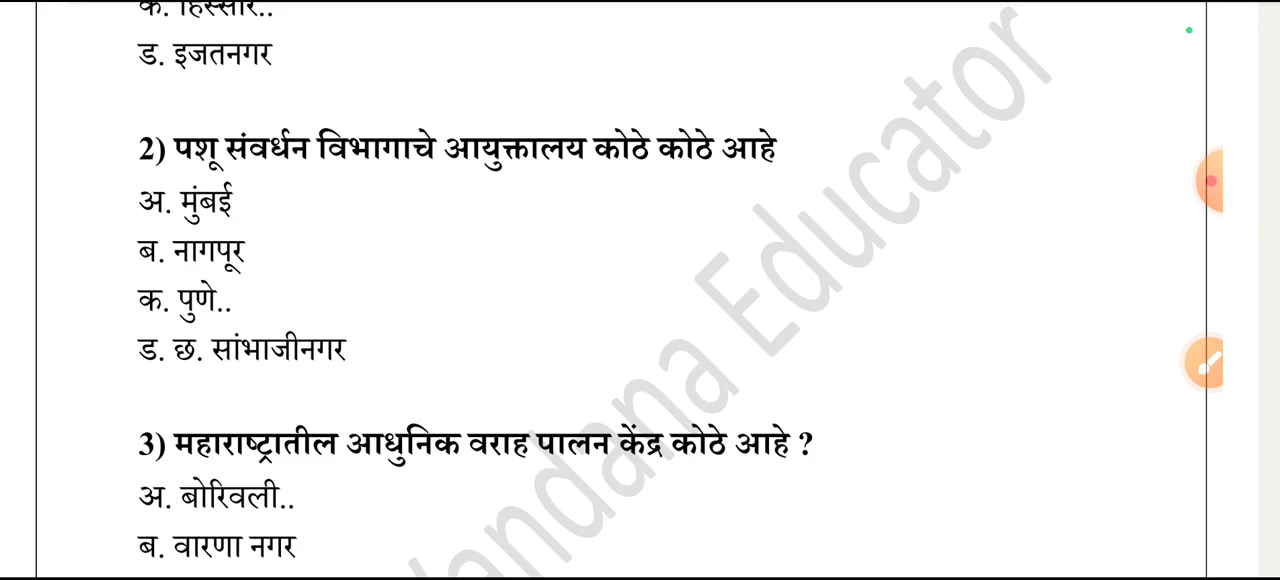 क. हिस्सार..
ड. इजतनगर
2) पशू संवर्धन विभागाचे आयुक्तालय कोठे कोठे आहे
अ. मुंबई
ब. नागपूर
क. पुणे..
ड. छ. सांभाजीनगर
3) महाराष्ट्रातील आधुनिक वराह पालन केंद्र कोठे आहे ?
अ. बोरिवली..
ब. वारणा नगर
andana Educator